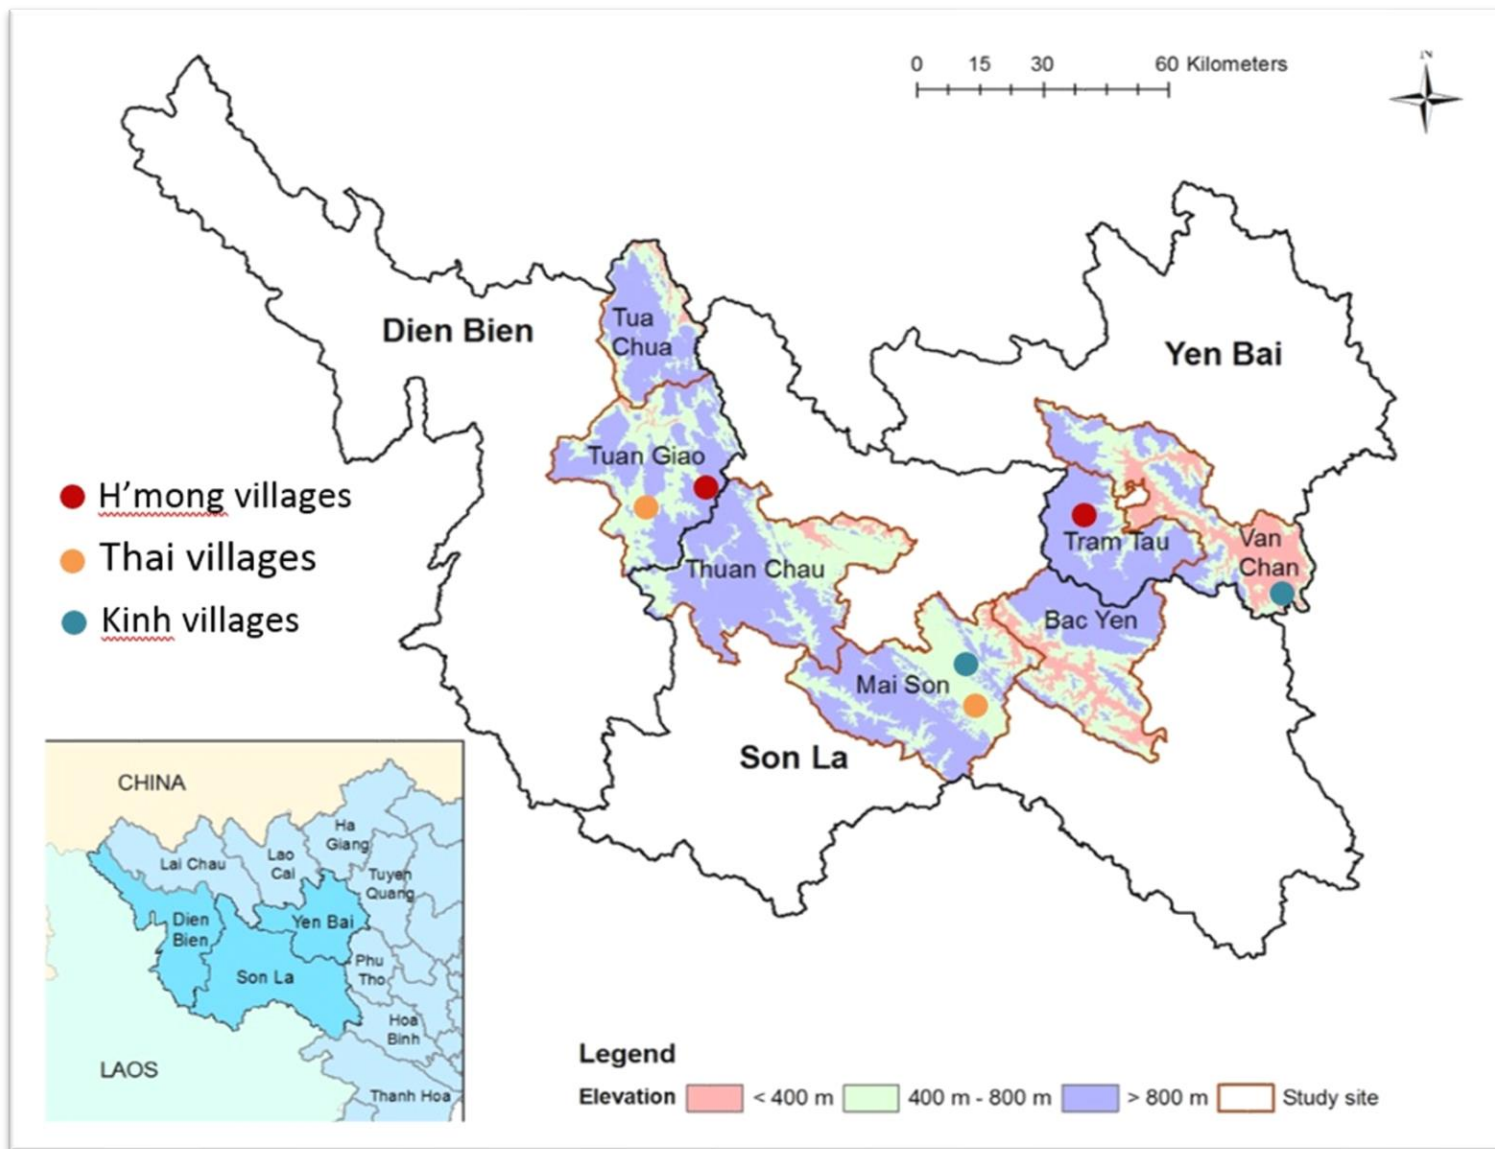 0 15 30 60 Kilometers
N
Dien Bien
Tua
Chua
Yen Bai
Tuan Giao
H’mong villages
Thai villages
Kinh villages
Thuan Chau
Tram Tau
Van
Chan
Bac Yen
Mai Son
Son La
CHINA
Lai Chau
Lao
Cai
Ha
Giang
Tuyen
Quang
Dien
Bien
Yen Bai
Phu
Tho
Son La
Hoa
Binh
LAOS
Thanh Hoa
Legend
Elevation < 400 m 400 m - 800 m > 800 m Study site